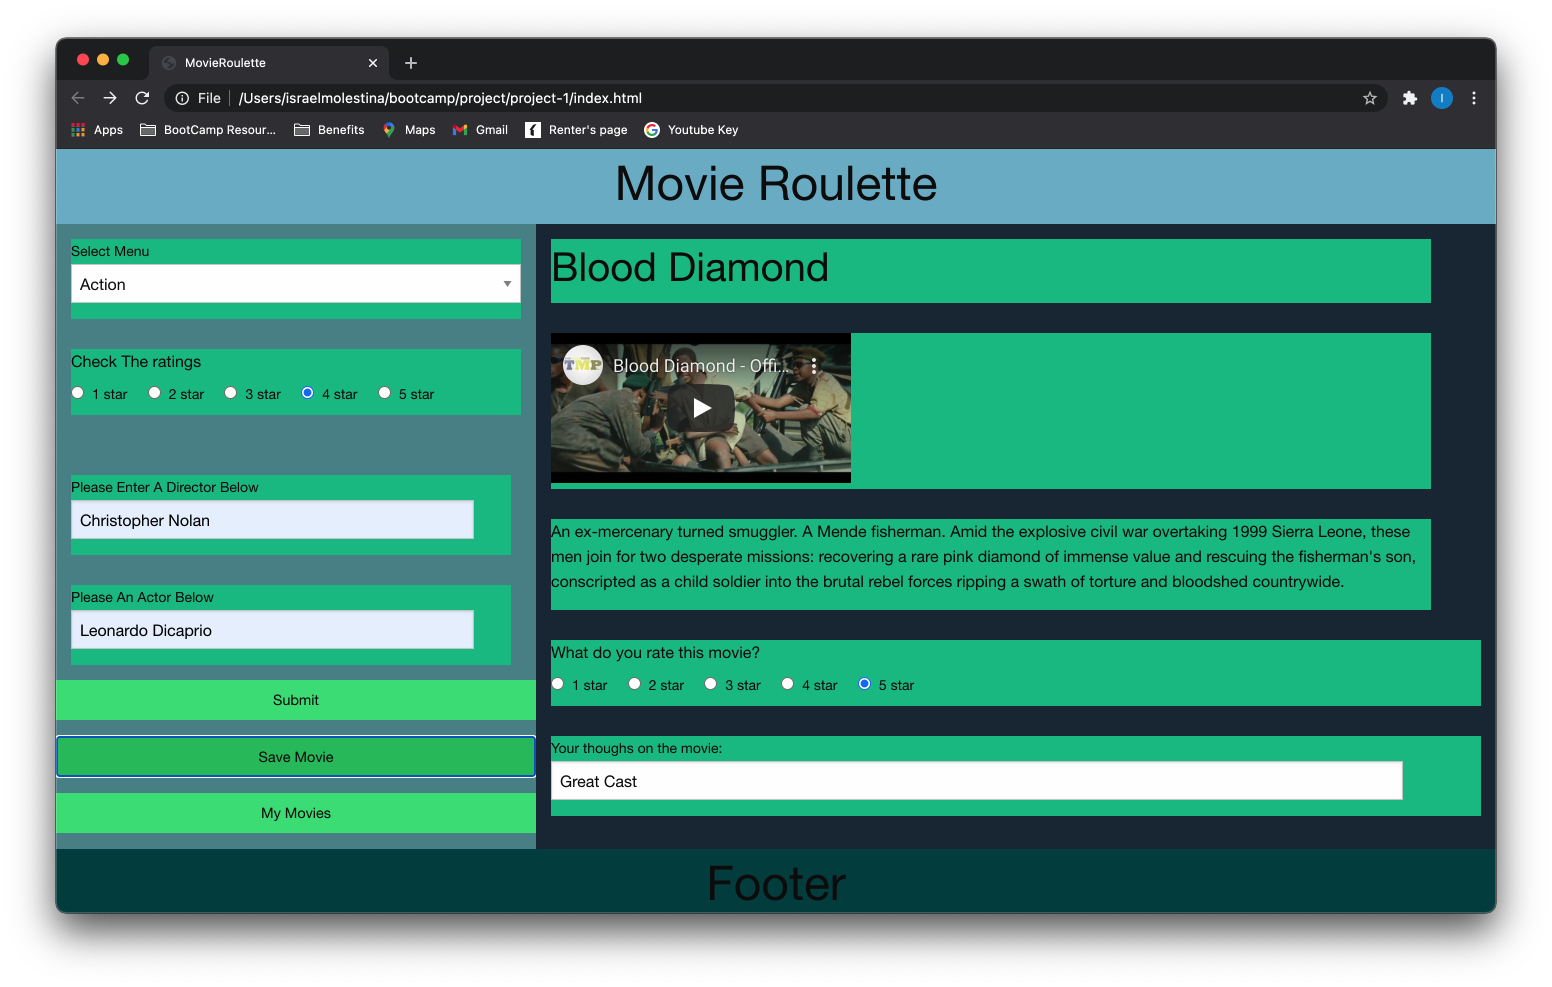 MovieRoulette
File
/Users/israelmolestina/bootcamp/project/project-1/index.html
I
Apps
BootCamp Resour...
Benefits
Maps
Gmail
Renter's page
Youtube Key
Movie Roulette
Select Menu
Action
Check The ratings
1 star 2 star 3 star 4 star 5 star
Please Enter A Director Below
Christopher Nolan
Please An Actor Below
Leonardo Dicaprio
Submit
Save Movie
My Movies
Blood Diamond
TMP
Blood Diamond - Offi...
An ex-mercenary turned smuggler. A Mende fisherman. Amid the explosive civil war overtaking 1999 Sierra Leone, these
men join for two desperate missions: recovering a rare pink diamond of immense value and rescuing the fisherman's son,
conscripted as a child soldier into the brutal rebel forces ripping a swath of torture and bloodshed countrywide.
What do you rate this movie?
1 star 2 star 3 star 4 star 5 star
Your thoughs on the movie:
Great Cast
Footer